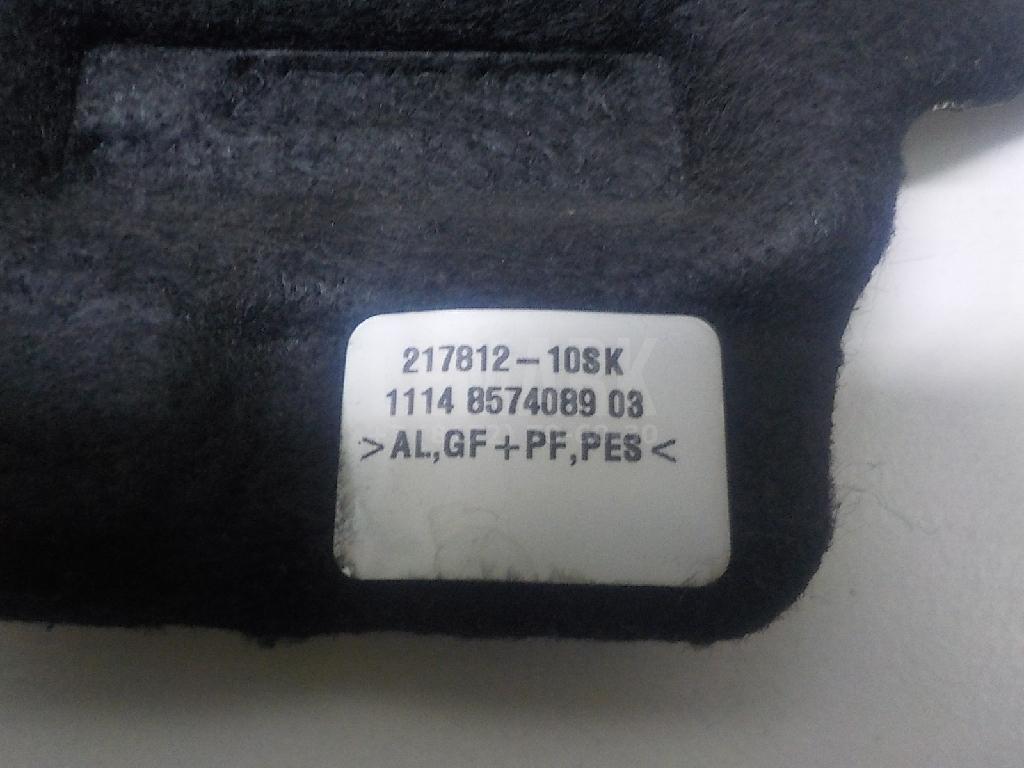 217812-10SK
1114 8574089 03
>AL,GF+PF,PES<